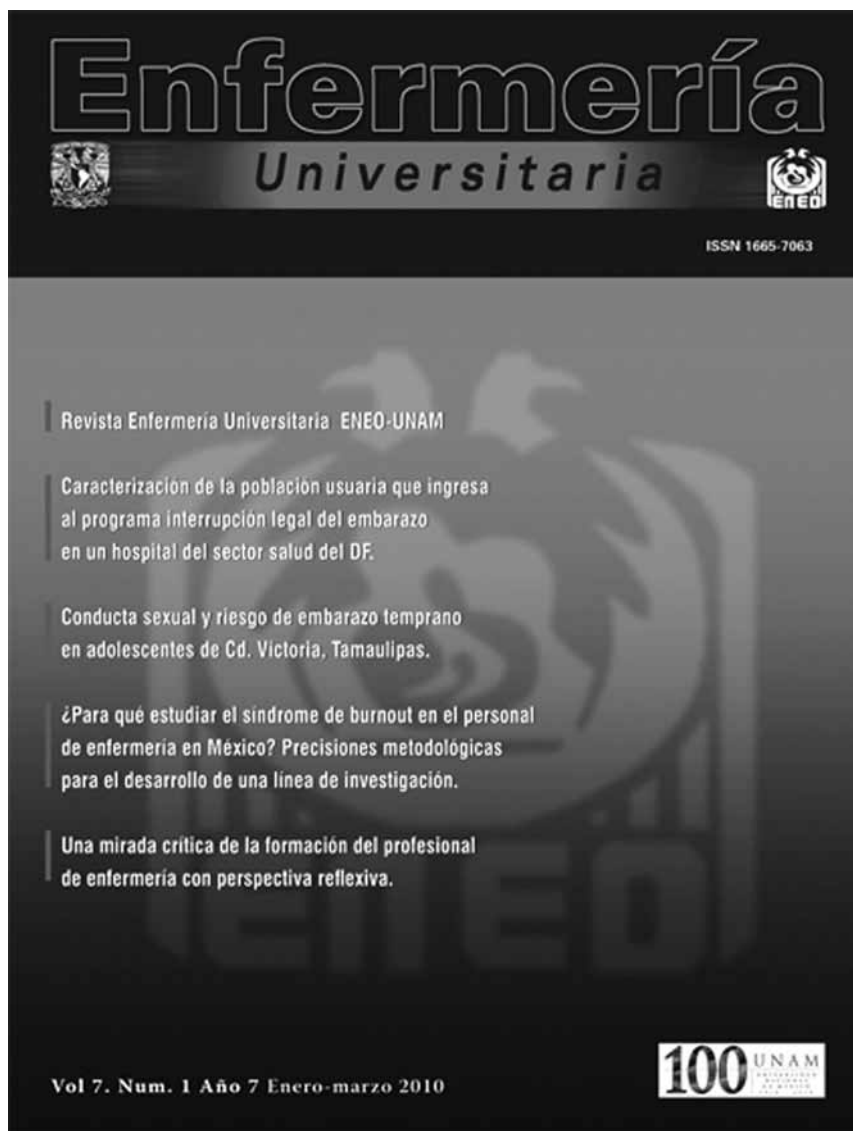 Enfermería
Universitaria
ENEO
ISSN 1665-7063
Revista Enfermería Universitaria ENEO-UNAM
Caracterización de la población usuaria que ingresa
al programa interrupción legal del embarazo
en un hospital del sector salud del DF.
Conducta sexual y riesgo de embarazo temprano
en adolescentes de Cd. Victoria, Tamaulipas.
¿Para qué estudiar el síndrome de burnout en el personal
de enfermería en México? Precisiones metodológicas
para el desarrollo de una línea de investigación.
Una mirada crítica de la formación del profesional
de enfermería con perspectiva reflexiva.
ENEO
Vol 7. Num. 1 Año 7 Enero-marzo 2010
100 UNAM